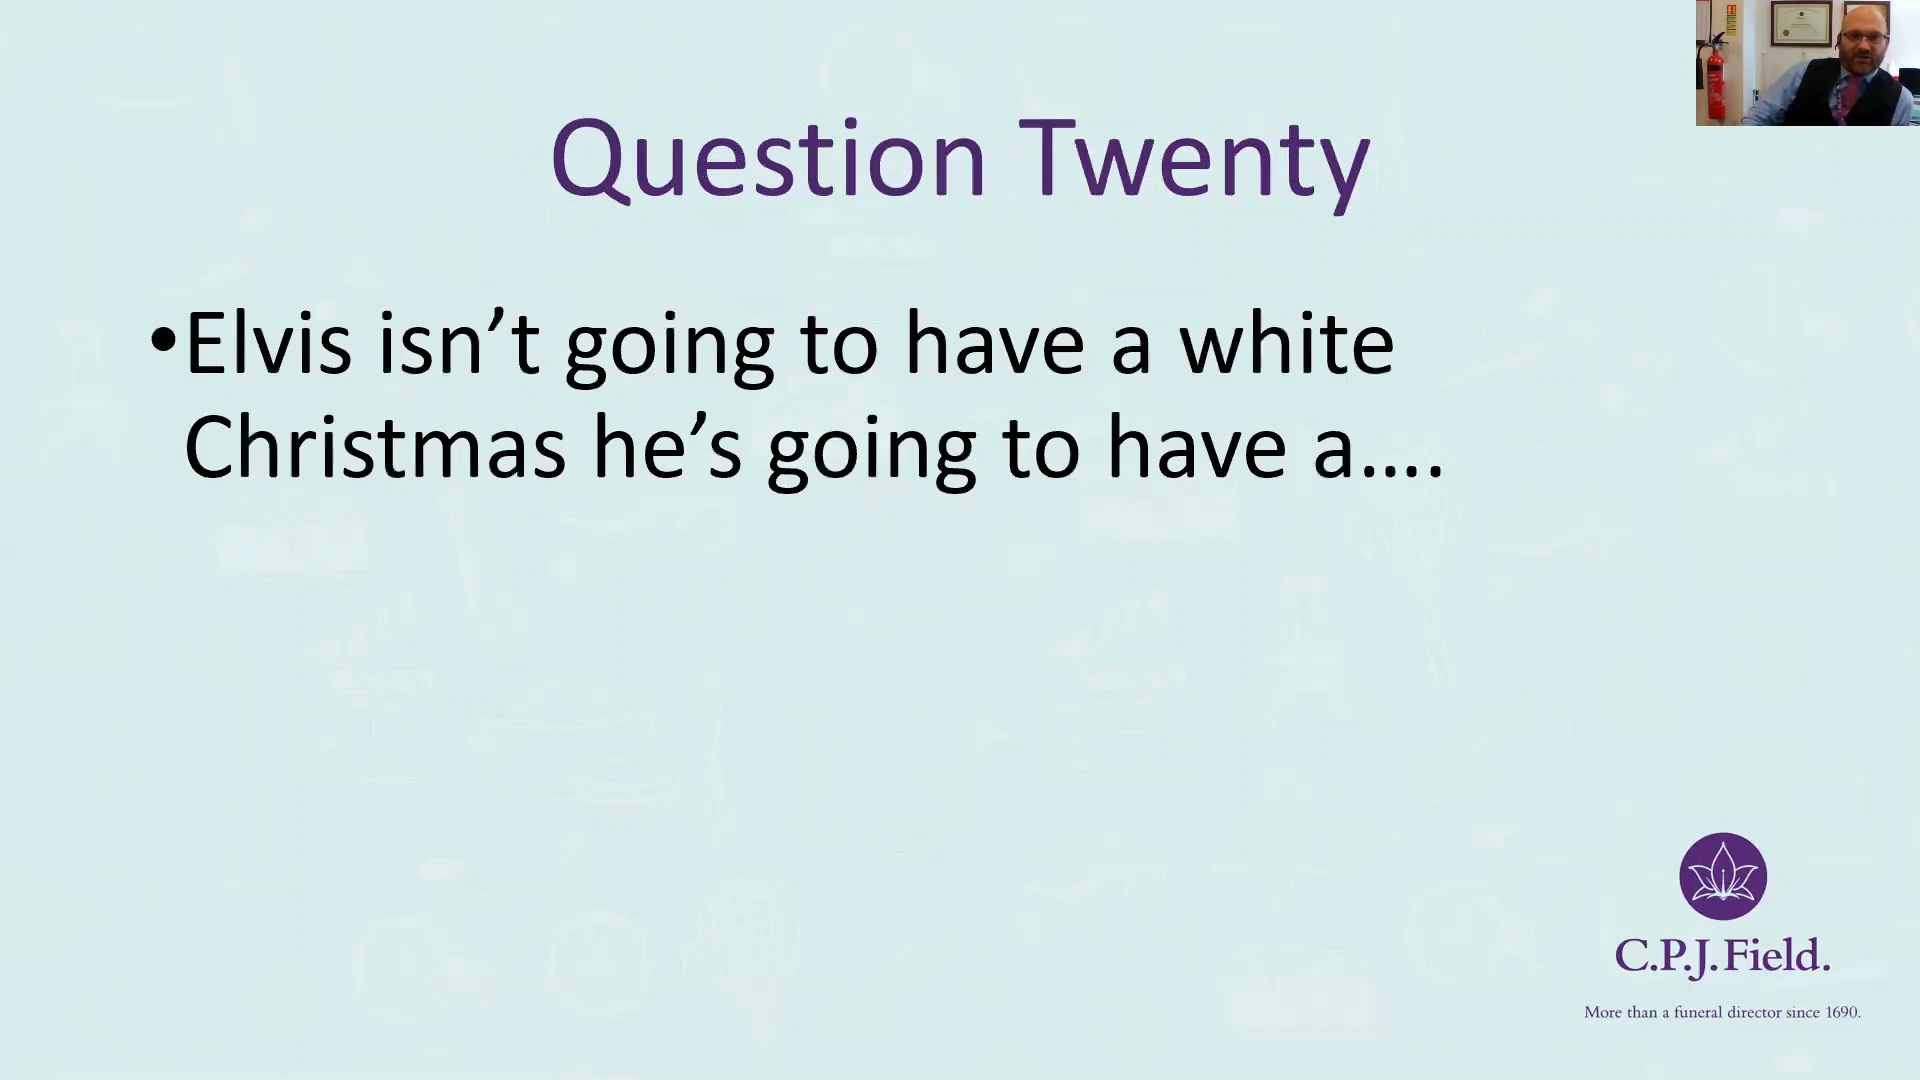 Question Twenty
•Elvis isn’t going to have a white
Christmas he’s going to have a….
C.P.J. Field.
More than a funeral director since 1690.